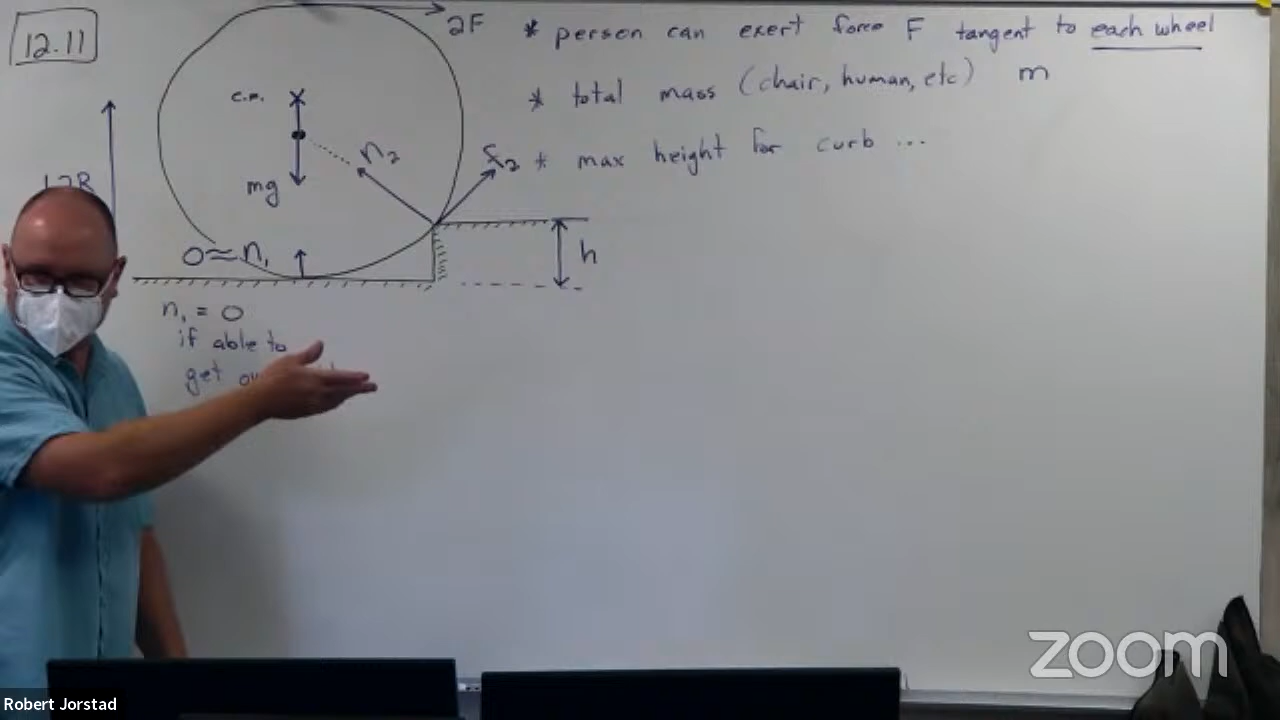 12.11
2F
* person can exert force F tangent to each wheel
c.m.
* total mass (chair, human, etc) m
n₂
f₂
* max height for curb ...
mg
0≈n₁
h
n₁ = 0
if able to
get
zoom
Robert Jorstad